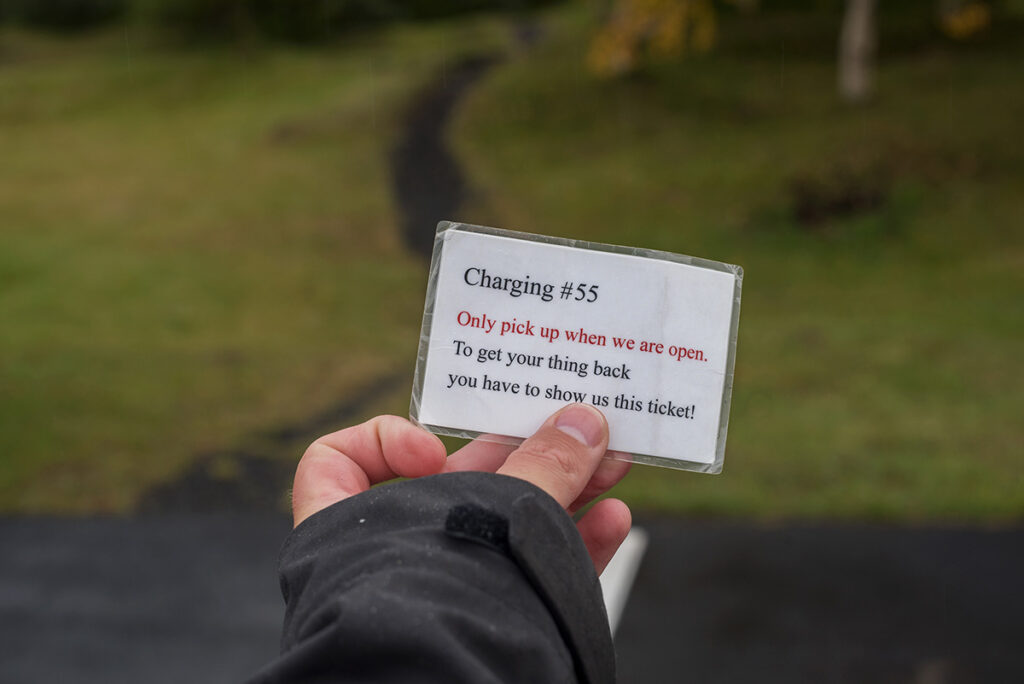 Charging #55
Only pick up when we are open.
To get your thing back
you have to show us this ticket!